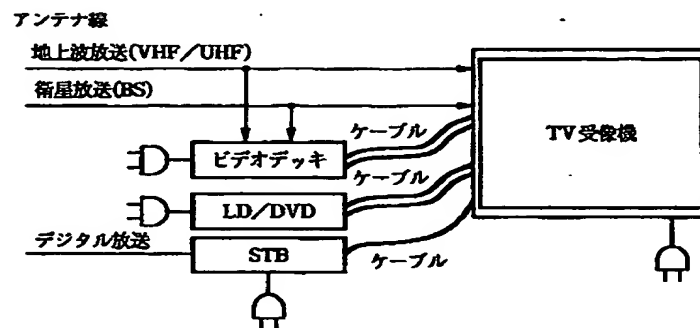 アンテナ線
地上波放送(VHF／UHF)
衛星放送(BS)
ケーブル
TV受像機
ビデオデッキ
ケーブル
LD／DVD
デジタル放送
STB
ケーブル